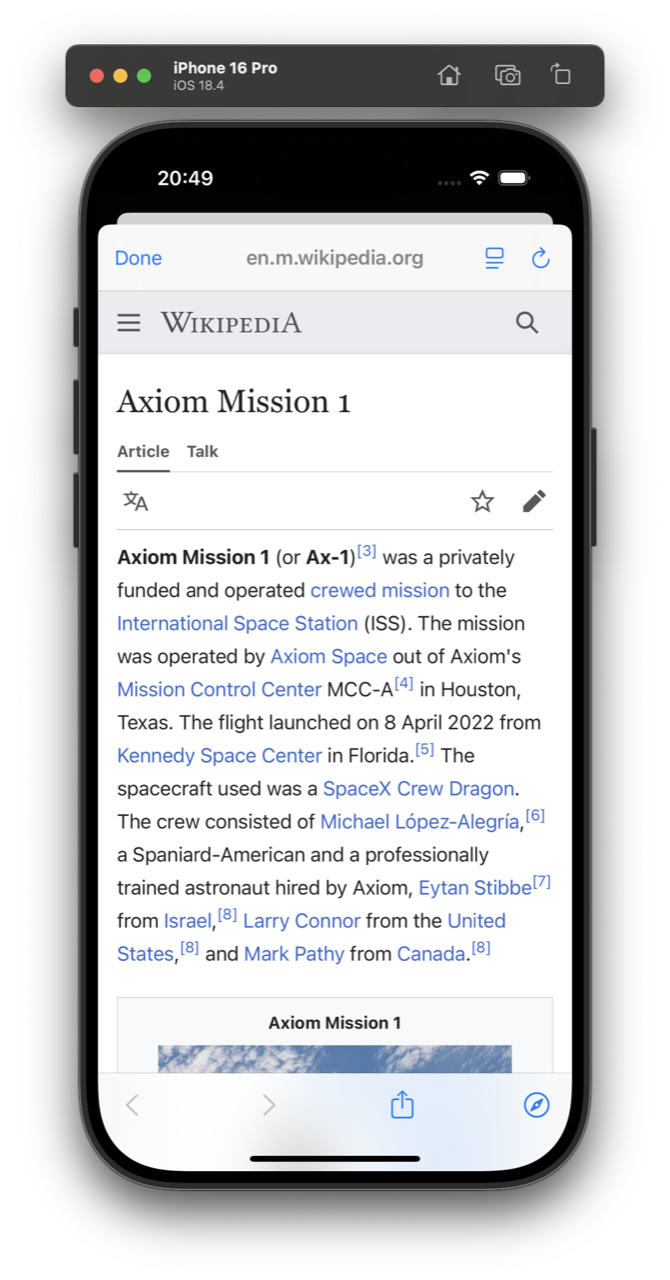 iPhone 16 Pro
iOS 18.4
20:49
Done en.m.wikipedia.org
WIKIPEDIA
Axiom Mission 1
Article Talk
Axiom Mission 1 (or Ax-1)[3] was a privately
funded and operated crewed mission to the
International Space Station (ISS). The mission
was operated by Axiom Space out of Axiom's
Mission Control Center MCC-A[4] in Houston,
Texas. The flight launched on 8 April 2022 from
Kennedy Space Center in Florida.[5] The
spacecraft used was a SpaceX Crew Dragon.
The crew consisted of Michael López-Alegría,[6]
a Spaniard-American and a professionally
trained astronaut hired by Axiom, Eytan Stibbe[7]
from Israel,[8] Larry Connor from the United
States,[8] and Mark Pathy from Canada.[8]
Axiom Mission 1